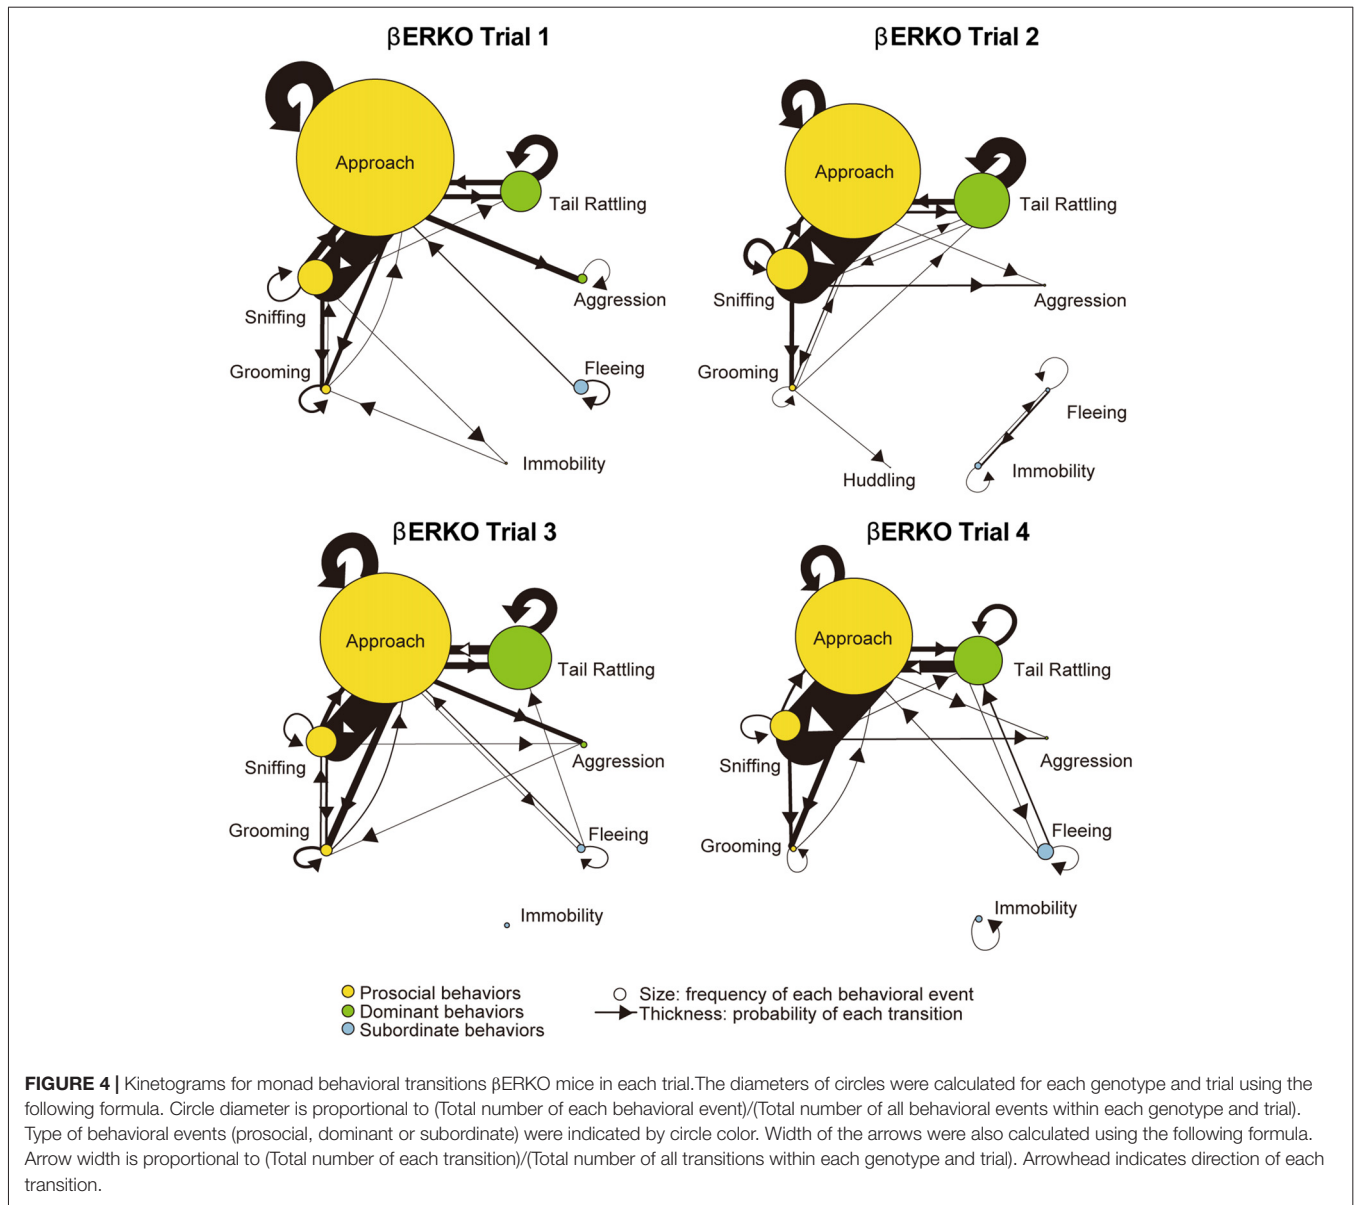 βERKO Trial 1
Approach
Tail Rattling
Aggression
Sniffing
Grooming
Fleeing
Immobility
βERKO Trial 2
Approach
Tail Rattling
Sniffing
Aggression
Grooming
Fleeing
Immobility
Huddling
βERKO Trial 3
Approach
Tail Rattling
Aggression
Sniffing
Grooming
Fleeing
Immobility
βERKO Trial 4
Approach
Tail Rattling
Aggression
Sniffing
Grooming
Fleeing
Immobility
Prosocial behaviors
Dominant behaviors
Subordinate behaviors
Size: frequency of each behavioral event
Thickness: probability of each transition
FIGURE 4 | Kinetograms for monad behavioral transitions βERKO mice in each trial.The diameters of circles were calculated for each genotype and trial using the
following formula. Circle diameter is proportional to (Total number of each behavioral event)/(Total number of all behavioral events within each genotype and trial).
Type of behavioral events (prosocial, dominant or subordinate) were indicated by circle color. Width of the arrows were also calculated using the following formula.
Arrow width is proportional to (Total number of each transition)/(Total number of all transitions within each genotype and trial). Arrowhead indicates direction of each
transition.